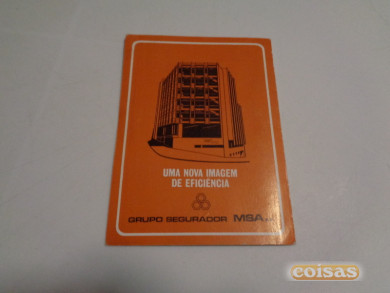 UMA NOVA IMAGEM
DE EFICIÊNCIA
GRUPO SEGURADOR MSA
coisas